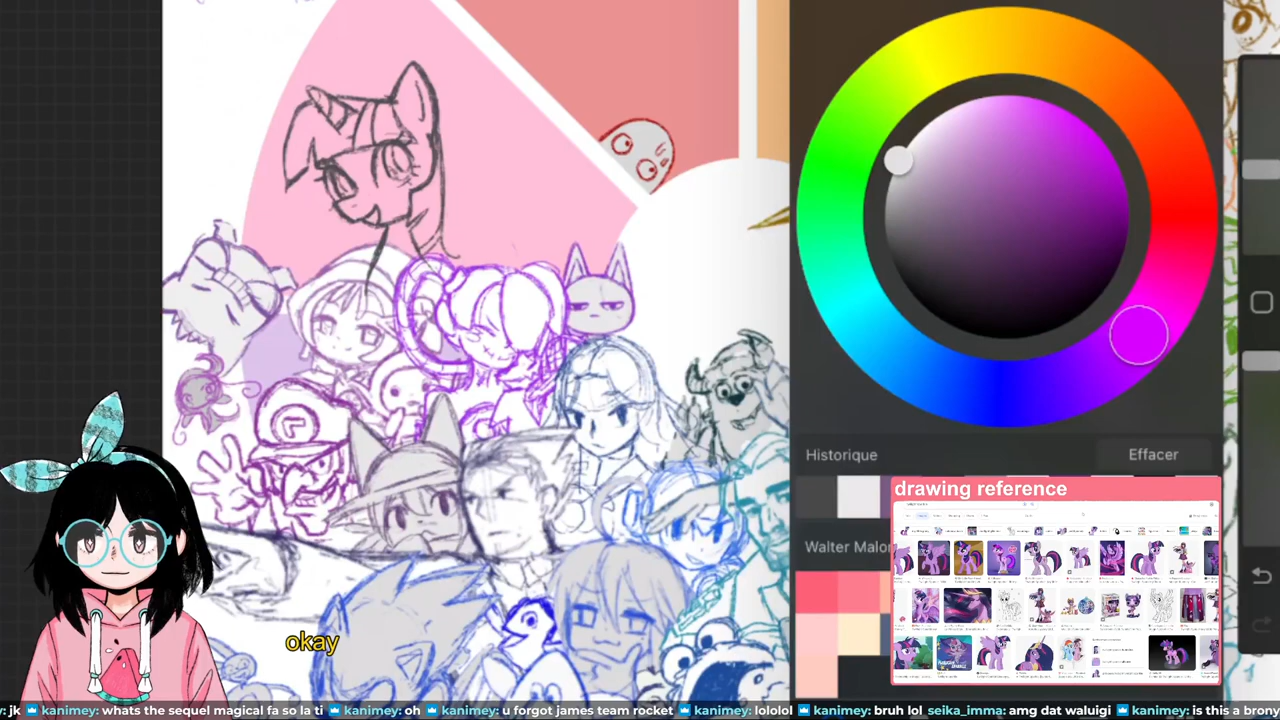 Historique
Effacer
drawing reference
Walter Malon
okay
: jk kanimey: whats the sequel magical fa so la ti kanimey: oh kanimey: u forgot james team rocket kanimey: lololol kanimey: bruh lol seika_imma: amg dat waluigi kanimey: is this a brony